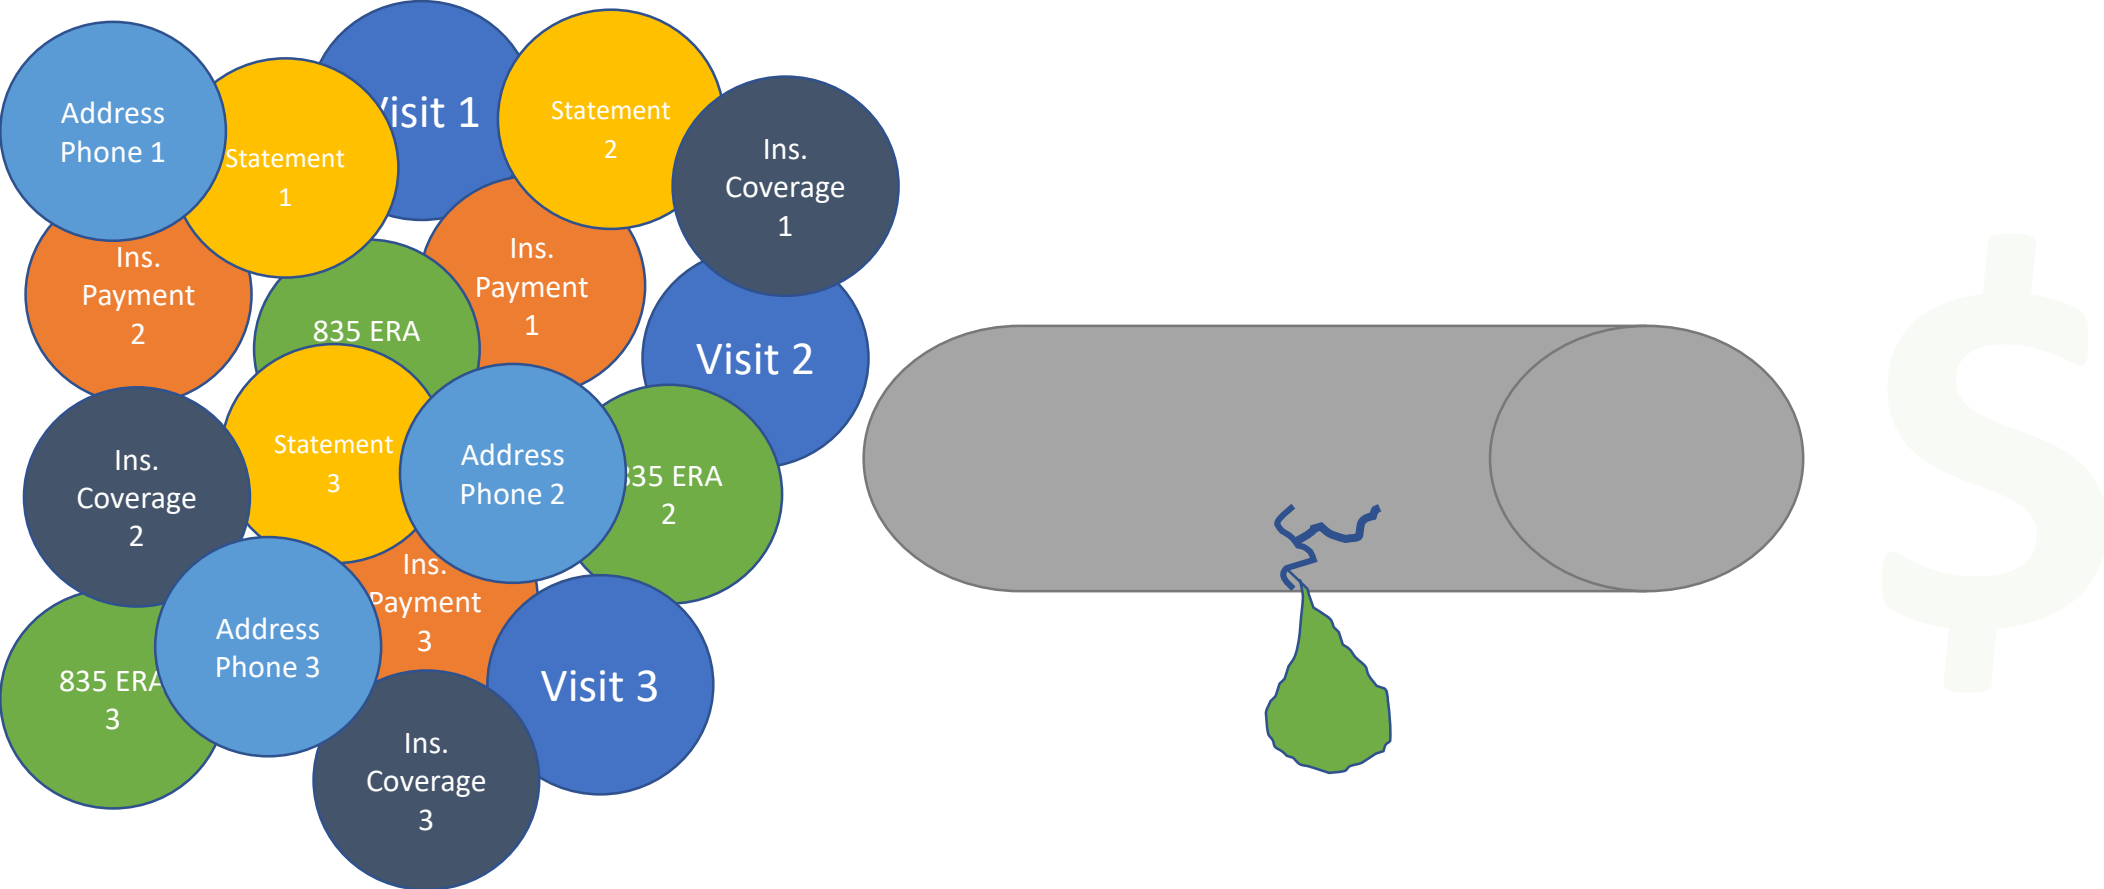 Address
Phone 1
Statement
1
Visit 1
Statement
2
Ins.
Coverage
1
Ins.
Payment
2
835 ERA
Ins.
Payment
1
Visit 2
Ins.
Coverage
2
Statement
3
Address
Phone 2
835 ERA
2
835 ERA
3
Address
Phone 3
Ins.
Payment
3
Visit 3
Ins.
Coverage
3
$